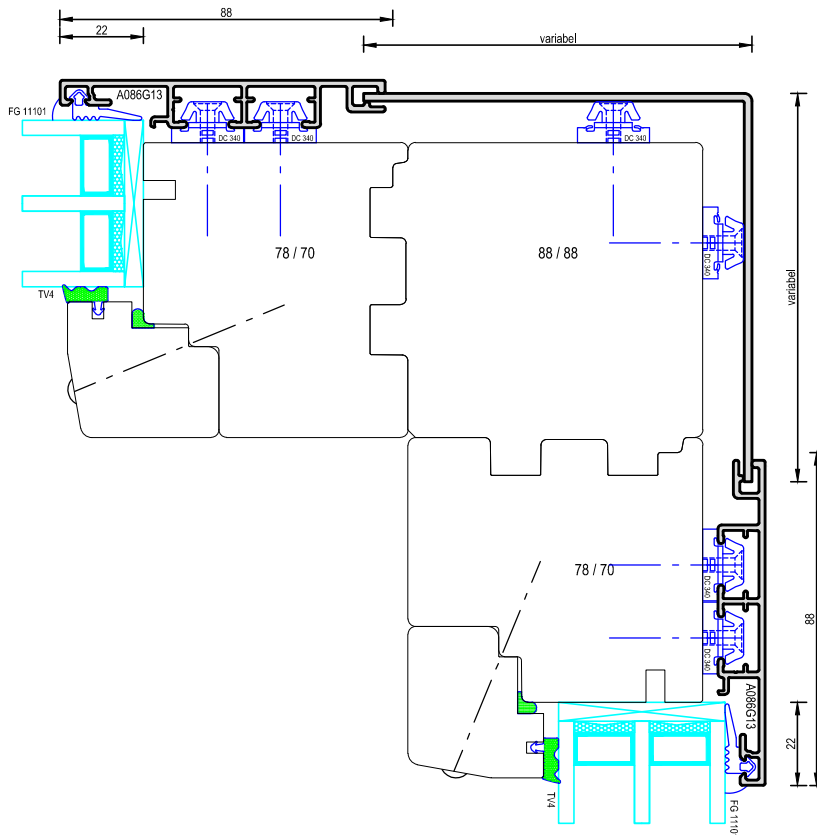 88
22
variabel
A086G13
FG 11101
DC 340
DC 340
DC 340
78 / 70
88 / 88
DC 340
variabel
TV4
78 / 70
DC 340
DC 340
88
A086G13
22
TV4
FG 1110